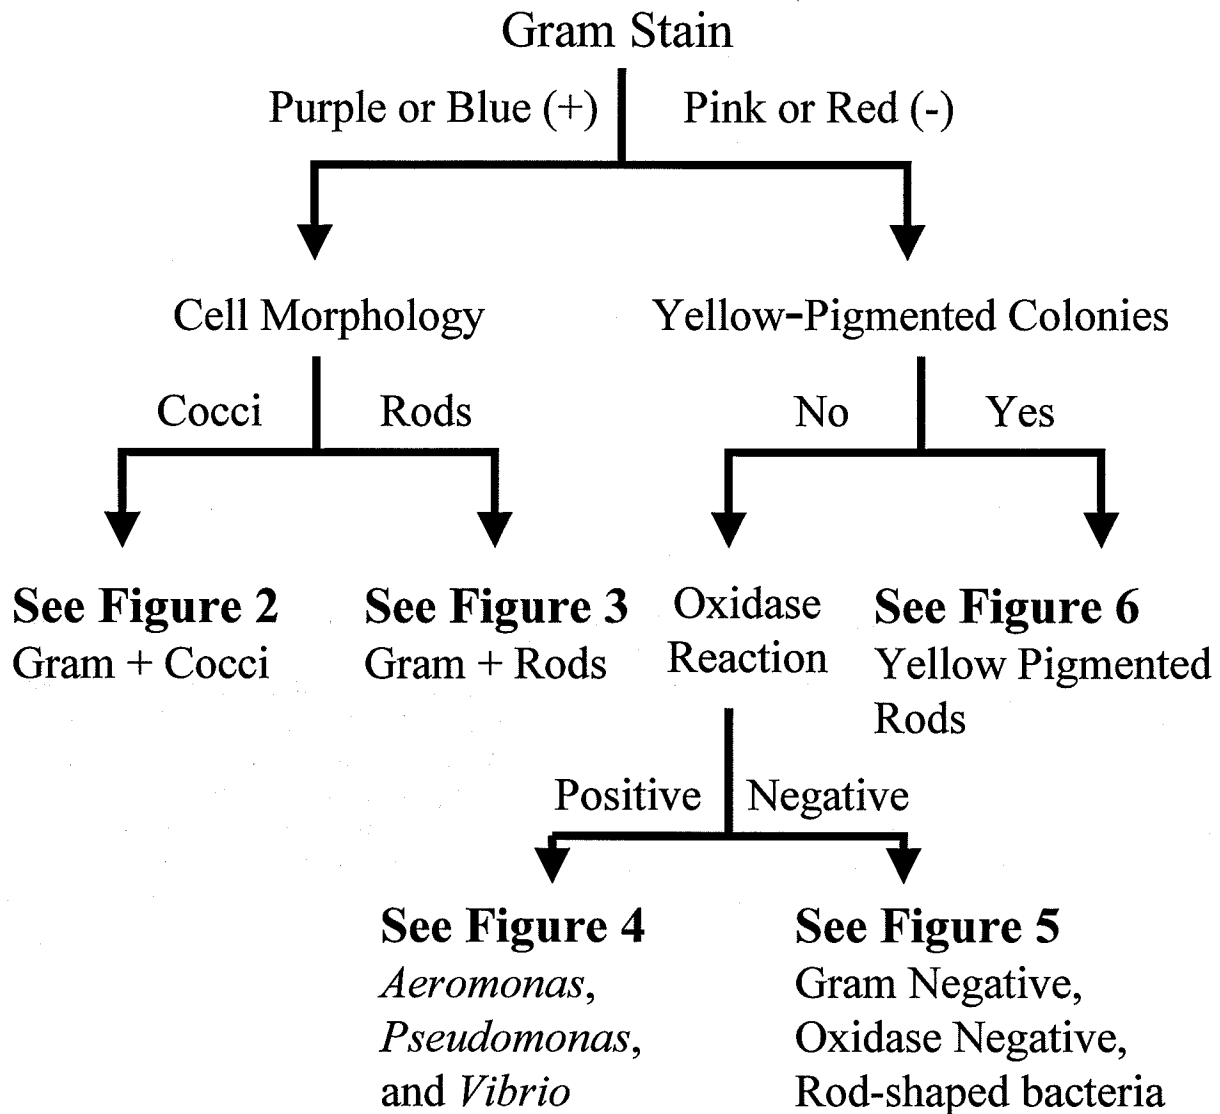 Gram Stain
Purple or Blue (+)
Pink or Red (-)
Cell Morphology
Yellow-Pigmented Colonies
Cocci
Rods
No
Yes
See Figure 2
Gram + Cocci
See Figure 3
Gram + Rods
Oxidase
Reaction
See Figure 6
Yellow Pigmented
Rods
Positive
Negative
See Figure 4
Aeromonas,
Pseudomonas,
and Vibrio
See Figure 5
Gram Negative,
Oxidase Negative,
Rod-shaped bacteria